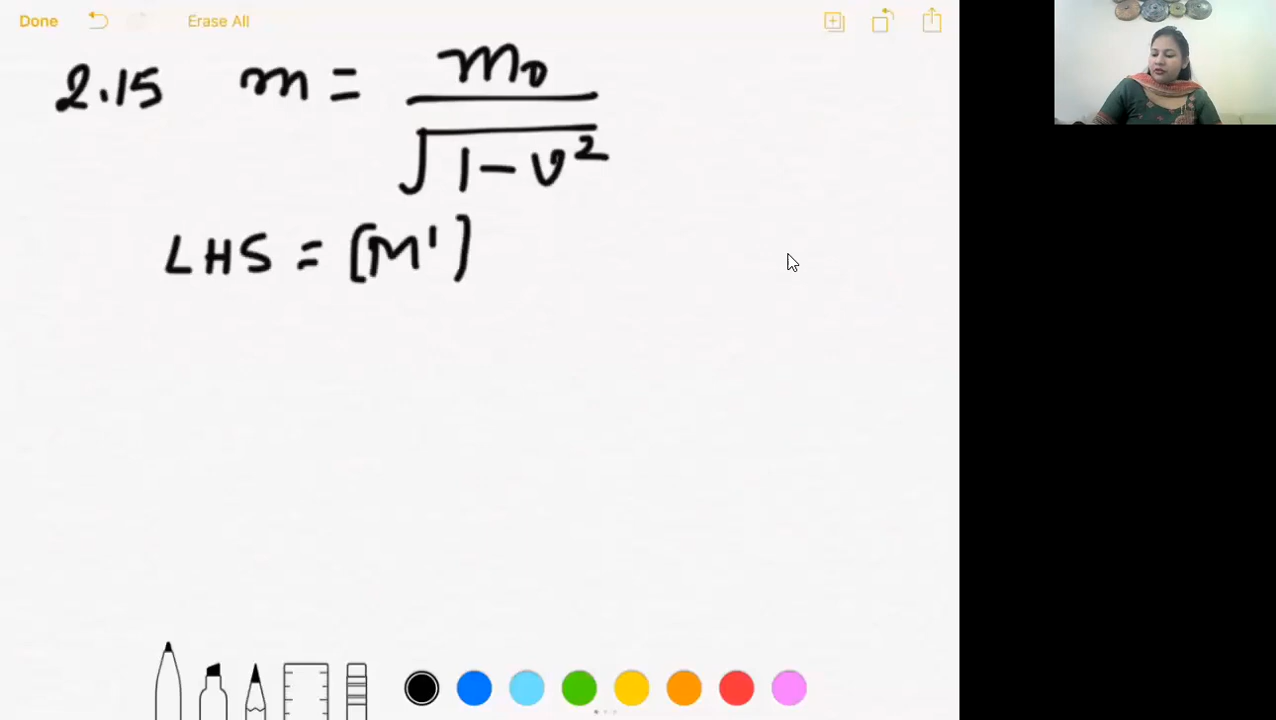 Done Erase All
2.15 m = m₀ / √(1 - v²)
LHS = [M¹]